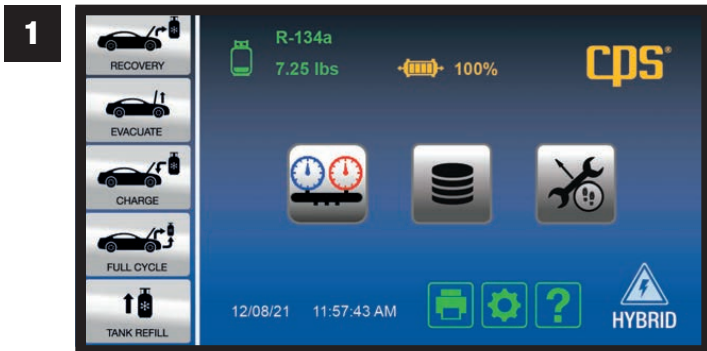 1
RECOVERY
EVACUATE
CHARGE
FULL CYCLE
TANK REFILL
R-134a
7.25 lbs
100%
cps®
12/08/21 11:57:43 AM
?
HYBRID